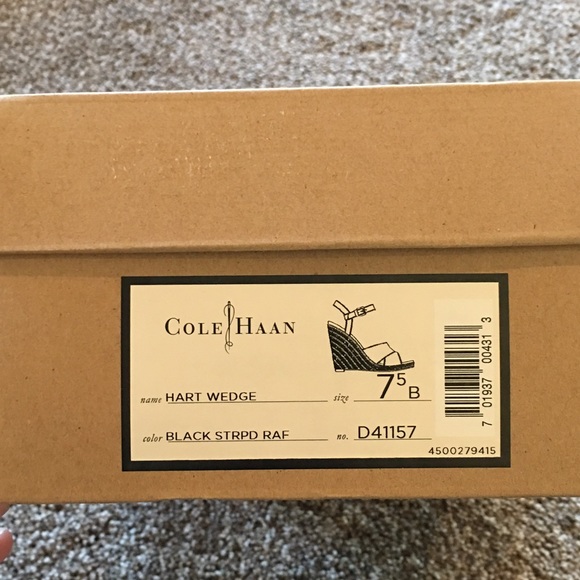 COLE HAAN
name HART WEDGE size 7 5 B
color BLACK STRPD RAF no. D41157
7 01937 00431 3
4500279415